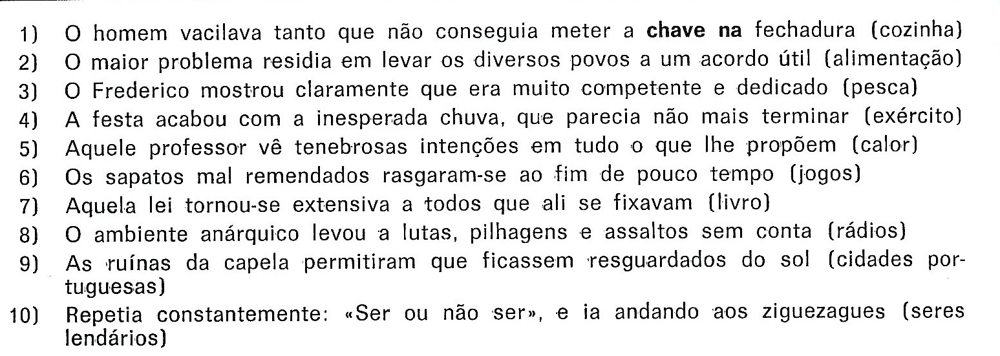 1) O homem vacilava tanto que não conseguia meter a chave na fechadura (cozinha)
2) O maior problema residia em levar os diversos povos a um acordo útil (alimentação)
3) O Frederico mostrou claramente que era muito competente e dedicado (pesca)
4) A festa acabou com a inesperada chuva, que parecia não mais terminar (exército)
5) Aquele professor vê tenebrosas intenções em tudo o que lhe propõem (calor)
6) Os sapatos mal remendados rasgaram-se ao fim de pouco tempo (jogos)
7) Aquela lei tornou-se extensiva a todos que ali se fixavam (livro)
8) O ambiente anárquico levou a lutas, pilhagens e assaltos sem conta (rádios)
9) As ruínas da capela permitiram que ficassem resguardados do sol (cidades por-
tuguesas)
10) Repetia constantemente: «Ser ou não ser», e ia andando aos ziguezagues (seres
lendários)